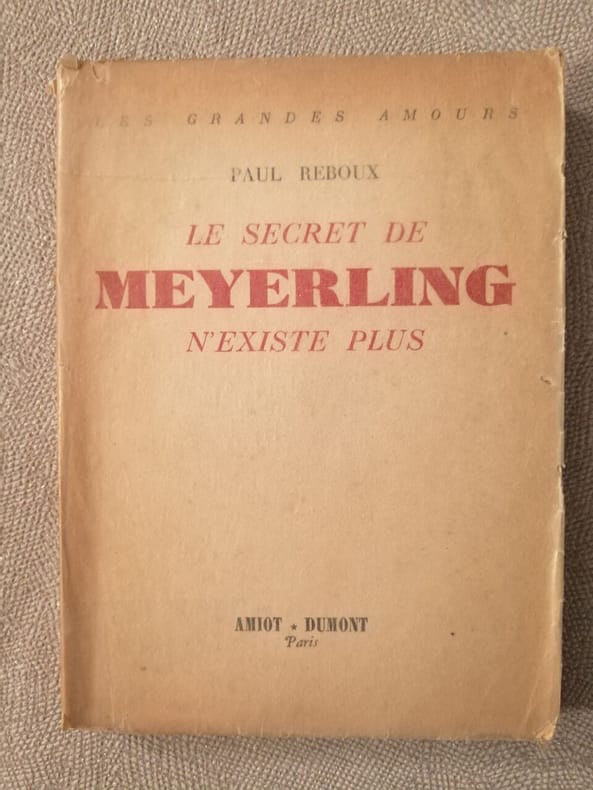 LES GRANDES AMOURS
PAUL REBOUX
LE SECRET DE
MEYERLING
N'EXISTE PLUS
AMIOT ★ DUMONT
Paris